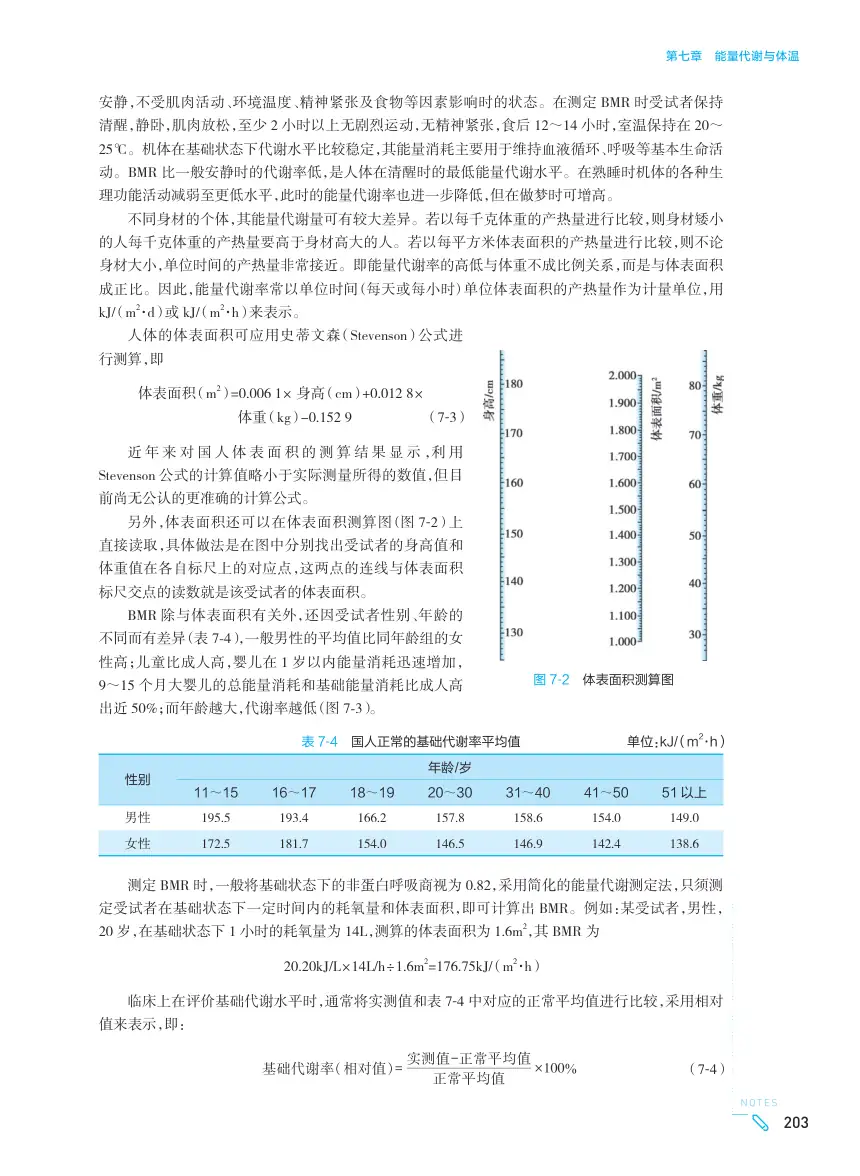 第七章 能量代谢与体温
安静,不受肌肉活动、环境温度、精神紧张及食物等因素影响时的状态。在测定 BMR 时受试者保持
清醒,静卧,肌肉放松,至少 2 小时以上无剧烈运动,无精神紧张,食后 12～14 小时,室温保持在 20～
25℃。机体在基础状态下代谢水平比较稳定,其能量消耗主要用于维持血液循环、呼吸等基本生命活
动。BMR 比一般安静时的代谢率低,是人体在清醒时的最低能量代谢水平。在熟睡时机体的各种生
理功能活动减弱至更低水平,此时的能量代谢率也进一步降低,但在做梦时可增高。
不同身材的个体,其能量代谢量可有较大差异。若以每千克体重的产热量进行比较,则身材矮小
的人每千克体重的产热量要高于身材高大的人。若以每平方米体表面积的产热量进行比较,则不论
身材大小,单位时间的产热量非常接近。即能量代谢率的高低与体重不成比例关系,而是与体表面积
成正比。因此,能量代谢率常以单位时间(每天或每小时)单位体表面积的产热量作为计量单位,用
kJ/(m²·d)或 kJ/(m²·h)来表示。
人体的体表面积可应用史蒂文森(Stevenson)公式进
行测算,即
体表面积(m²)=0.006 1× 身高(cm)+0.012 8×
体重(kg)-0.152 9 (7-3)
近年来对国人体表面积的测算结果显示,利用
Stevenson 公式的计算值略小于实际测量所得的数值,但目
前尚无公认的更准确的计算公式。
另外,体表面积还可以在体表面积测算图(图 7-2)上
直接读取,具体做法是在图中分别找出受试者的身高值和
体重值在各自标尺上的对应点,这两点的连线与体表面积
标尺交点的读数就是该受试者的体表面积。
BMR 除与体表面积有关外,还因受试者性别、年龄的
不同而有差异(表 7-4),一般男性的平均值比同年龄组的女
性高;儿童比成人高,婴儿在 1 岁以内能量消耗迅速增加,
9～15 个月大婴儿的总能量消耗和基础能量消耗比成人高
出近 50%;而年龄越大,代谢率越低(图 7-3)。
身高/cm
180
170
160
150
140
130
体表面积/m²
2.000
1.900
1.800
1.700
1.600
1.500
1.400
1.300
1.200
1.100
1.000
体重/kg
80
70
60
50
40
30
图 7-2 体表面积测算图
表 7-4 国人正常的基础代谢率平均值 单位:kJ/(m²·h)
性别 年龄/岁
11～15 16～17 18～19 20～30 31～40 41～50 51 以上
男性 195.5 193.4 166.2 157.8 158.6 154.0 149.0
女性 172.5 181.7 154.0 146.5 146.9 142.4 138.6
测定 BMR 时,一般将基础状态下的非蛋白呼吸商视为 0.82,采用简化的能量代谢测定法,只须测
定受试者在基础状态下一定时间内的耗氧量和体表面积,即可计算出 BMR。例如:某受试者,男性,
20 岁,在基础状态下 1 小时的耗氧量为 14L,测算的体表面积为 1.6m²,其 BMR 为
20.20kJ/L×14L/h÷1.6m²=176.75kJ/(m²·h)
临床上在评价基础代谢水平时,通常将实测值和表 7-4 中对应的正常平均值进行比较,采用相对
值来表示,即:
基础代谢率(相对值)= 实测值-正常平均值 ×100% (7-4)
正常平均值
NOTES
203